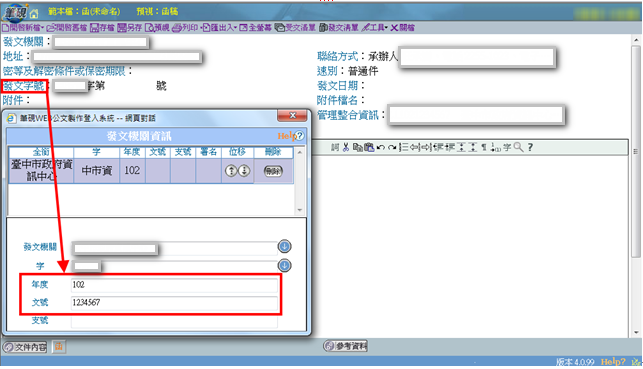 筆硯 範本檔：函(未命名) 預視：函稿
開啟新檔 開啟舊檔 存檔 另存 預視 列印 匯出入 全螢幕 受文清單 發文清單 工具 關檔
發文機關：
地址：
聯絡方式：承辦人
密等及解密條件或保密期限：
速別：普通件
發文字號： 字第 號
發文日期：
附件：
附件檔名：
管理整合資訊：
筆硯WEB公文製作登入系統 -- 網頁對話
發文機關資訊
Help?
全銜 字 年度 文號 支號 署名 位移 刪除
臺中市政府資訊中心 中市資 102 刪除
發文機關
字
年度 102
文號 1234567
支號
文件內容 函 參考資料
版本 4.0.99 Help?